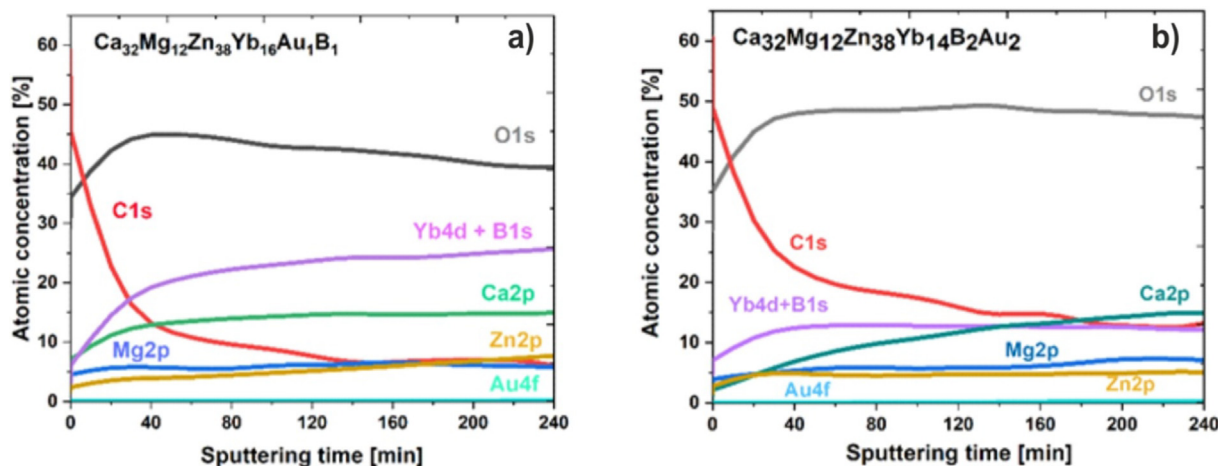 Ca32Mg12Zn38Yb16Au1B1
a)
Atomic concentration [%]
60
50
40
30
20
10
0
O1s
C1s
Yb4d + B1s
Ca2p
Mg2p
Zn2p
Au4f
0 40 80 120 160 200 240
Sputtering time [min]
Ca32Mg12Zn38Yb14B2Au2
b)
Atomic concentration [%]
60
50
40
30
20
10
0
O1s
C1s
Yb4d+B1s
Ca2p
Mg2p
Au4f
Zn2p
0 40 80 120 160 200 240
Sputtering time [min]